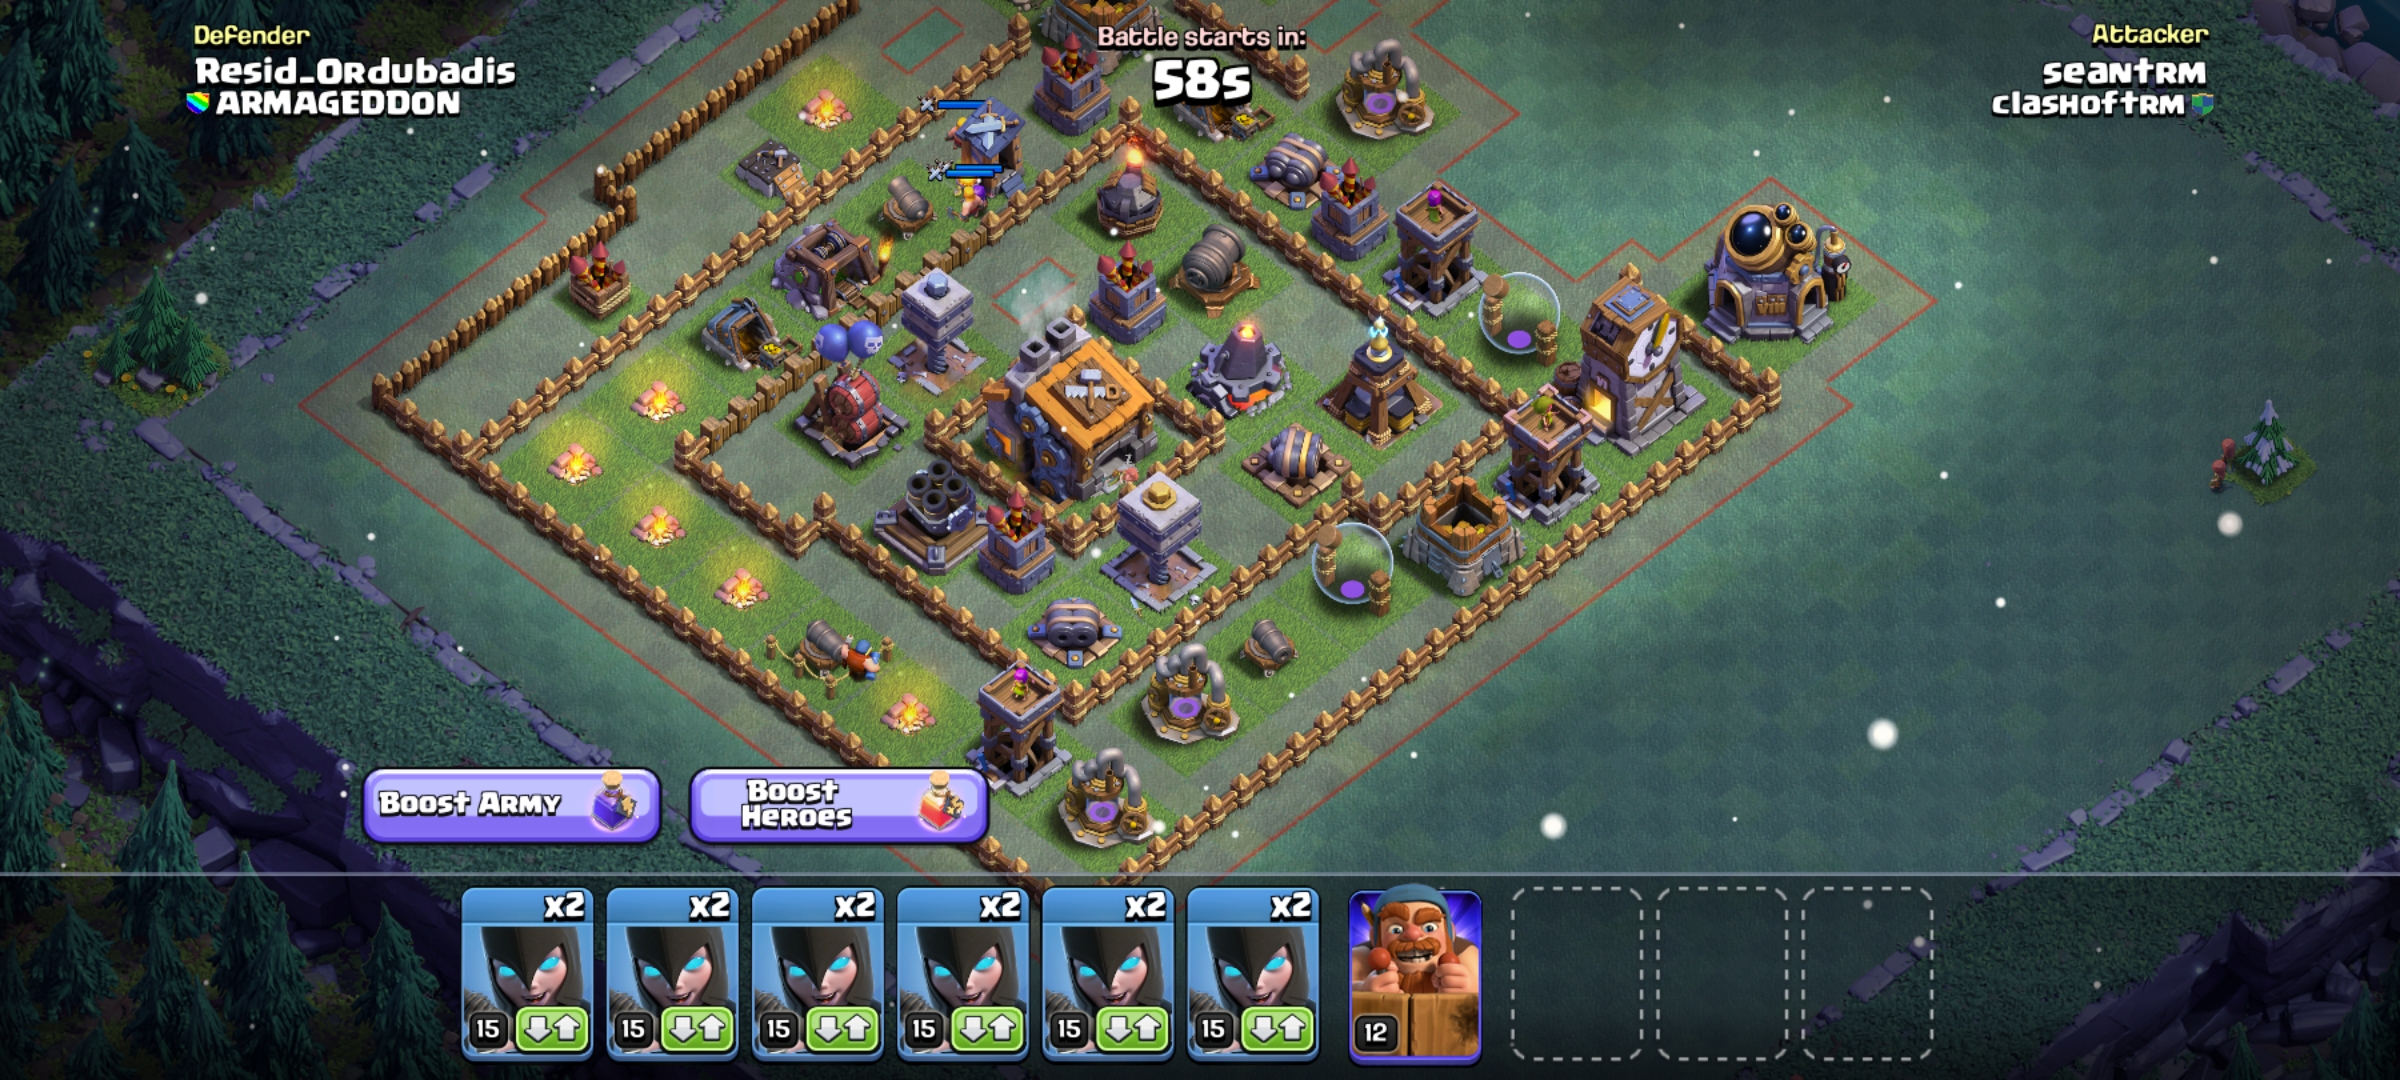 Defender
Resid_Ordubadis
ARMAGEDDON
Battle starts in:
58s
Attacker
seantRM
clashoftRM
Boost Army
Boost
Heroes
x2
x2
x2
x2
x2
x2
15
15
15
15
15
15
12